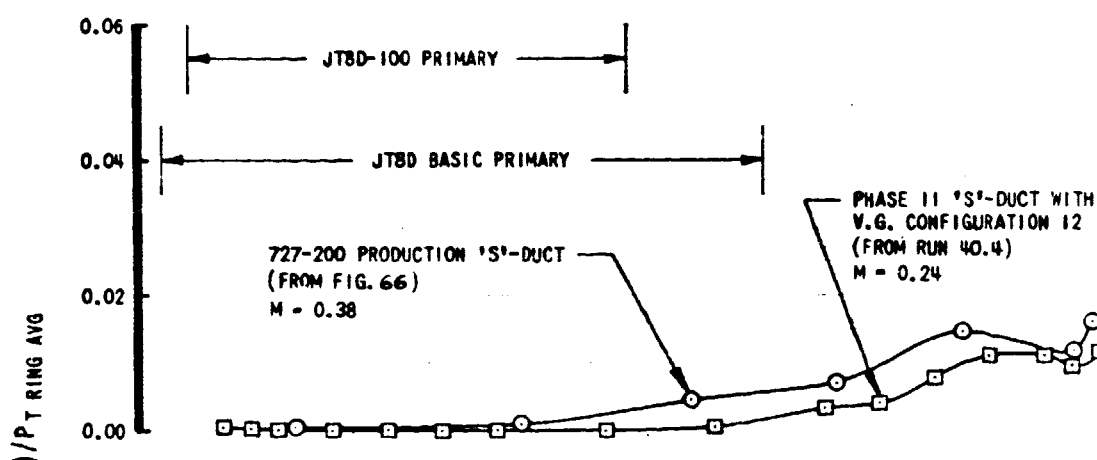 0.06
JT8D-100 PRIMARY
0.04
JT8D BASIC PRIMARY
PHASE II 'S'-DUCT WITH
V.G. CONFIGURATION 12
(FROM RUN 40.4)
M = 0.24
727-200 PRODUCTION 'S'-DUCT
(FROM FIG. 66)
M = 0.38
0.02
0.00
)/PT RING AVG